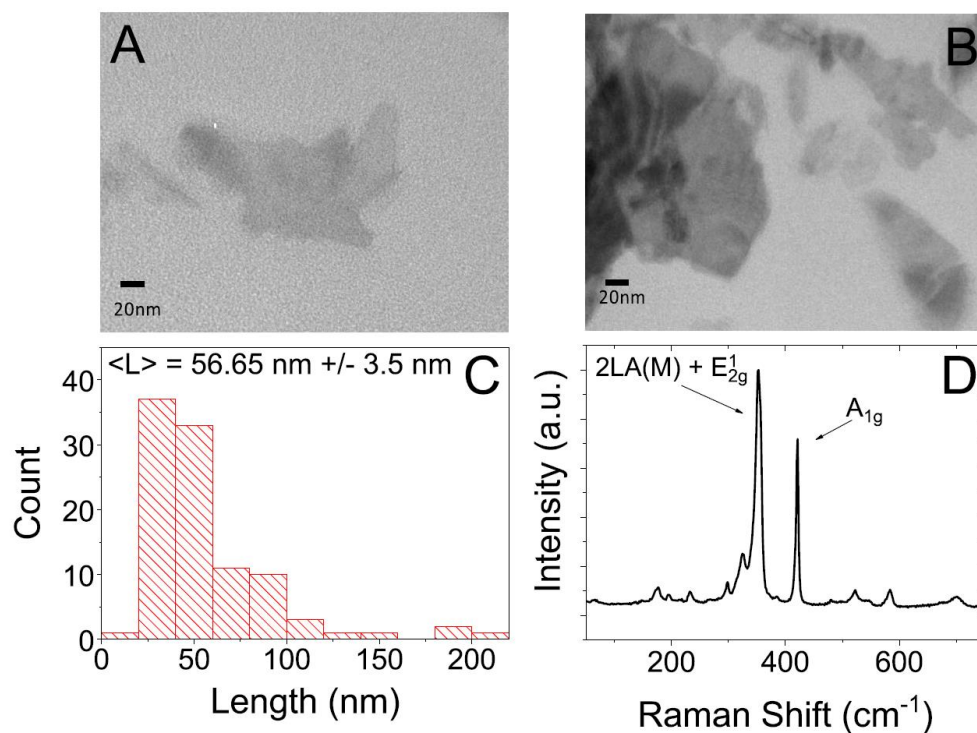 A
20nm
B
20nm
<L> = 56.65 nm +/- 3.5 nm
C
40
30
20
10
0
Count
0 50 100 150 200
Length (nm)
2LA(M) + E¹₂g
A₁g
D
Intensity (a.u.)
200 400 600
Raman Shift (cm⁻¹)